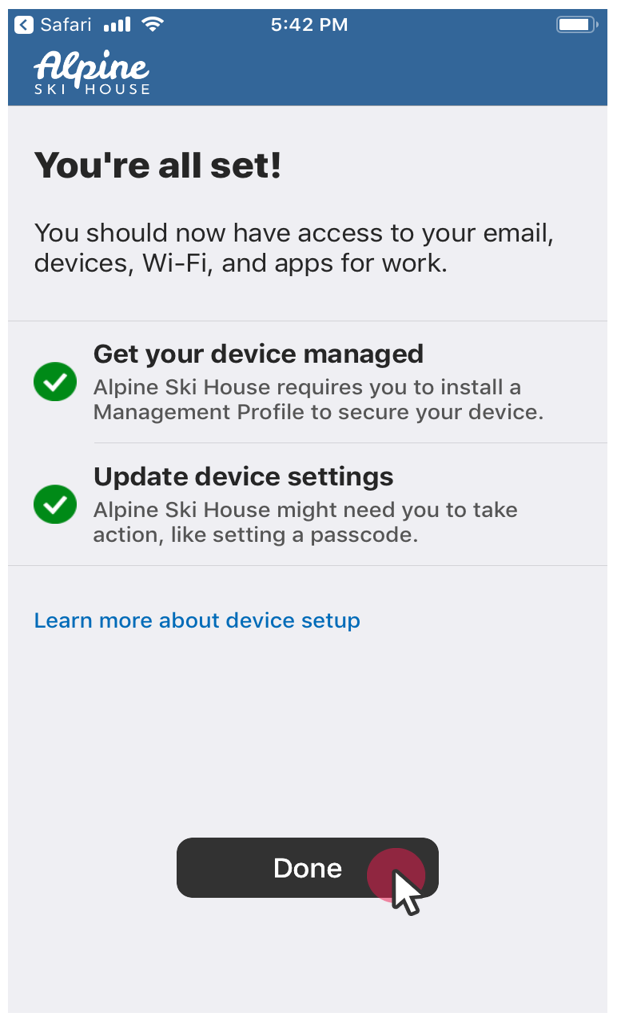 Safari 5:42 PM
Alpine
SKI HOUSE
You're all set!
You should now have access to your email,
devices, Wi-Fi, and apps for work.
Get your device managed
Alpine Ski House requires you to install a
Management Profile to secure your device.
Update device settings
Alpine Ski House might need you to take
action, like setting a passcode.
Learn more about device setup
Done